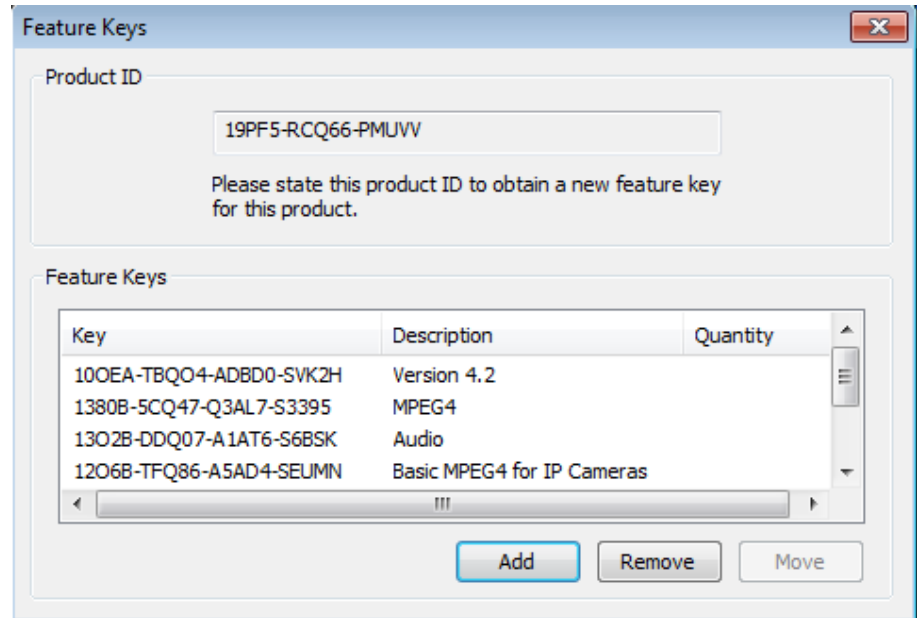 Feature Keys
Product ID
19PF5-RCQ66-PMUVV
Please state this product ID to obtain a new feature key
for this product.
Feature Keys
Key Description Quantity
10OEA-TBQO4-ADBD0-SVK2H Version 4.2
1380B-5CQ47-Q3AL7-S3395 MPEG4
13O2B-DDQ07-A1AT6-S6BSK Audio
12O6B-TFQ86-A5AD4-SEUMN Basic MPEG4 for IP Cameras
Add Remove Move